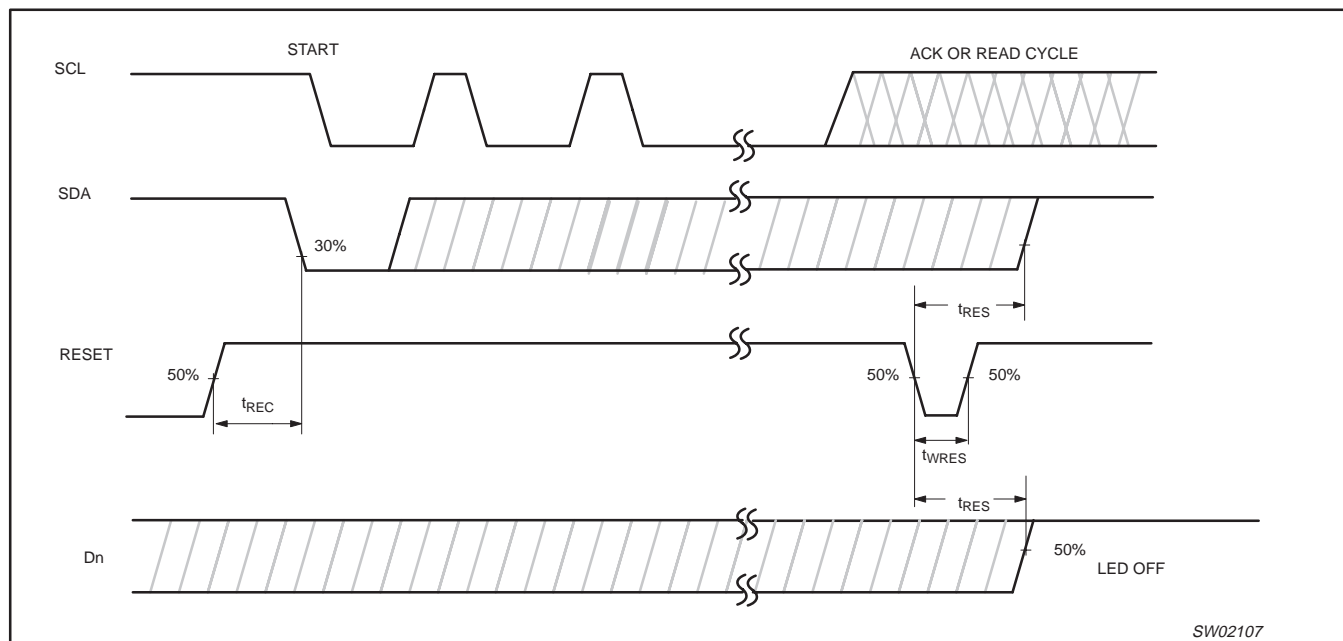 START
SCL
ACK OR READ CYCLE
SDA
30%
tRES
RESET
50%
50%
50%
tREC
tWRES
tRES
Dn
50%
LED OFF
SW02107